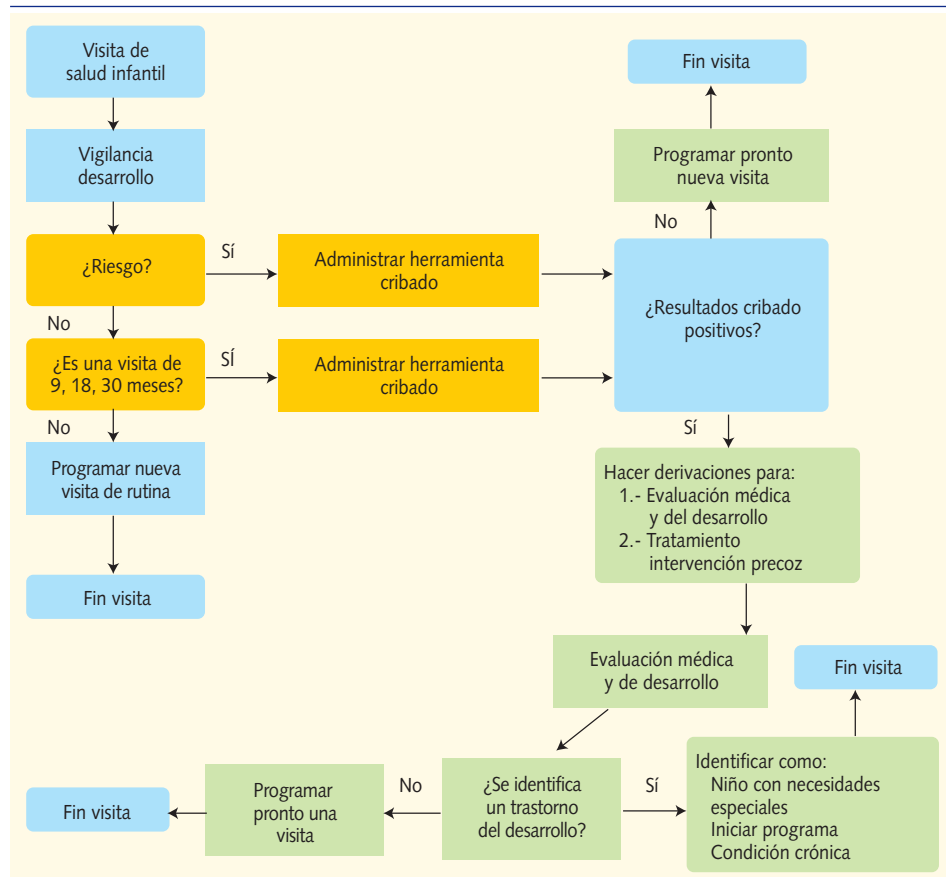 Visita de
salud infantil
Vigilancia
desarrollo
¿Riesgo?
Sí
Administrar herramienta
cribado
No
¿Es una visita de
9, 18, 30 meses?
SÍ
Administrar herramienta
cribado
No
Programar nueva
visita de rutina
Fin visita
Fin visita
Programar pronto
nueva visita
No
¿Resultados cribado
positivos?
Sí
Hacer derivaciones para:
1.- Evaluación médica
y del desarrollo
2.- Tratamiento
intervención precoz
Evaluación médica
y de desarrollo
¿Se identifica
un trastorno
del desarrollo?
No
Programar
pronto una
visita
Fin visita
Sí
Identificar como:
Niño con necesidades
especiales
Iniciar programa
Condición crónica
Fin visita